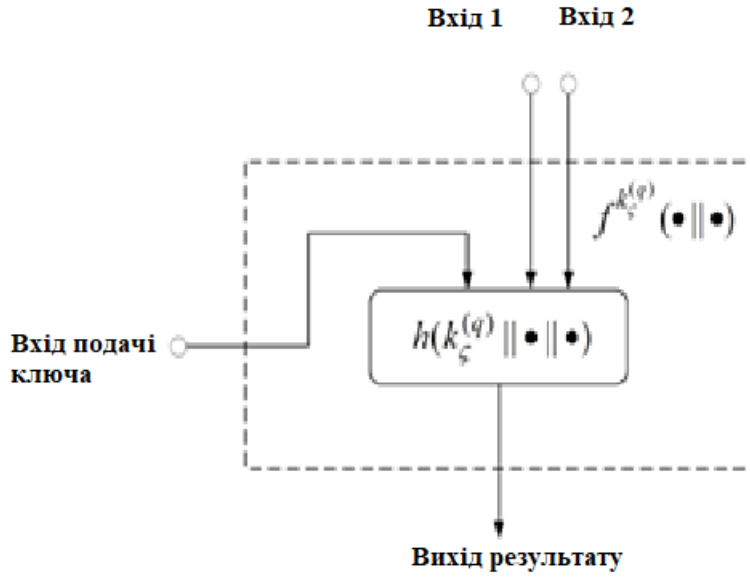 Вхід 1 Вхід 2
f^{k_ζ^{(q)}}(● || ●)
h(k_ζ^{(q)} || ● || ●)
Вхід подачі
ключа
Вихід результату